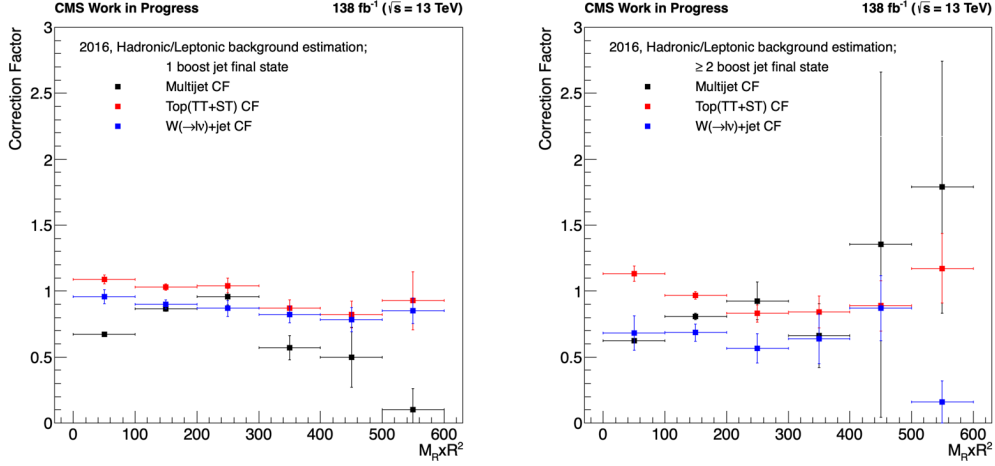 CMS Work in Progress
138 fb⁻¹ (√s = 13 TeV)
Correction Factor
3
2.5
2
1.5
1
0.5
0
2016, Hadronic/Leptonic background estimation;
1 boost jet final state
Multijet CF
Top(TT+ST) CF
W(→lν)+jet CF
0 100 200 300 400 500 600
M_RxR²
CMS Work in Progress
138 fb⁻¹ (√s = 13 TeV)
Correction Factor
3
2.5
2
1.5
1
0.5
0
2016, Hadronic/Leptonic background estimation;
≥ 2 boost jet final state
Multijet CF
Top(TT+ST) CF
W(→lν)+jet CF
0 100 200 300 400 500 600
M_RxR²